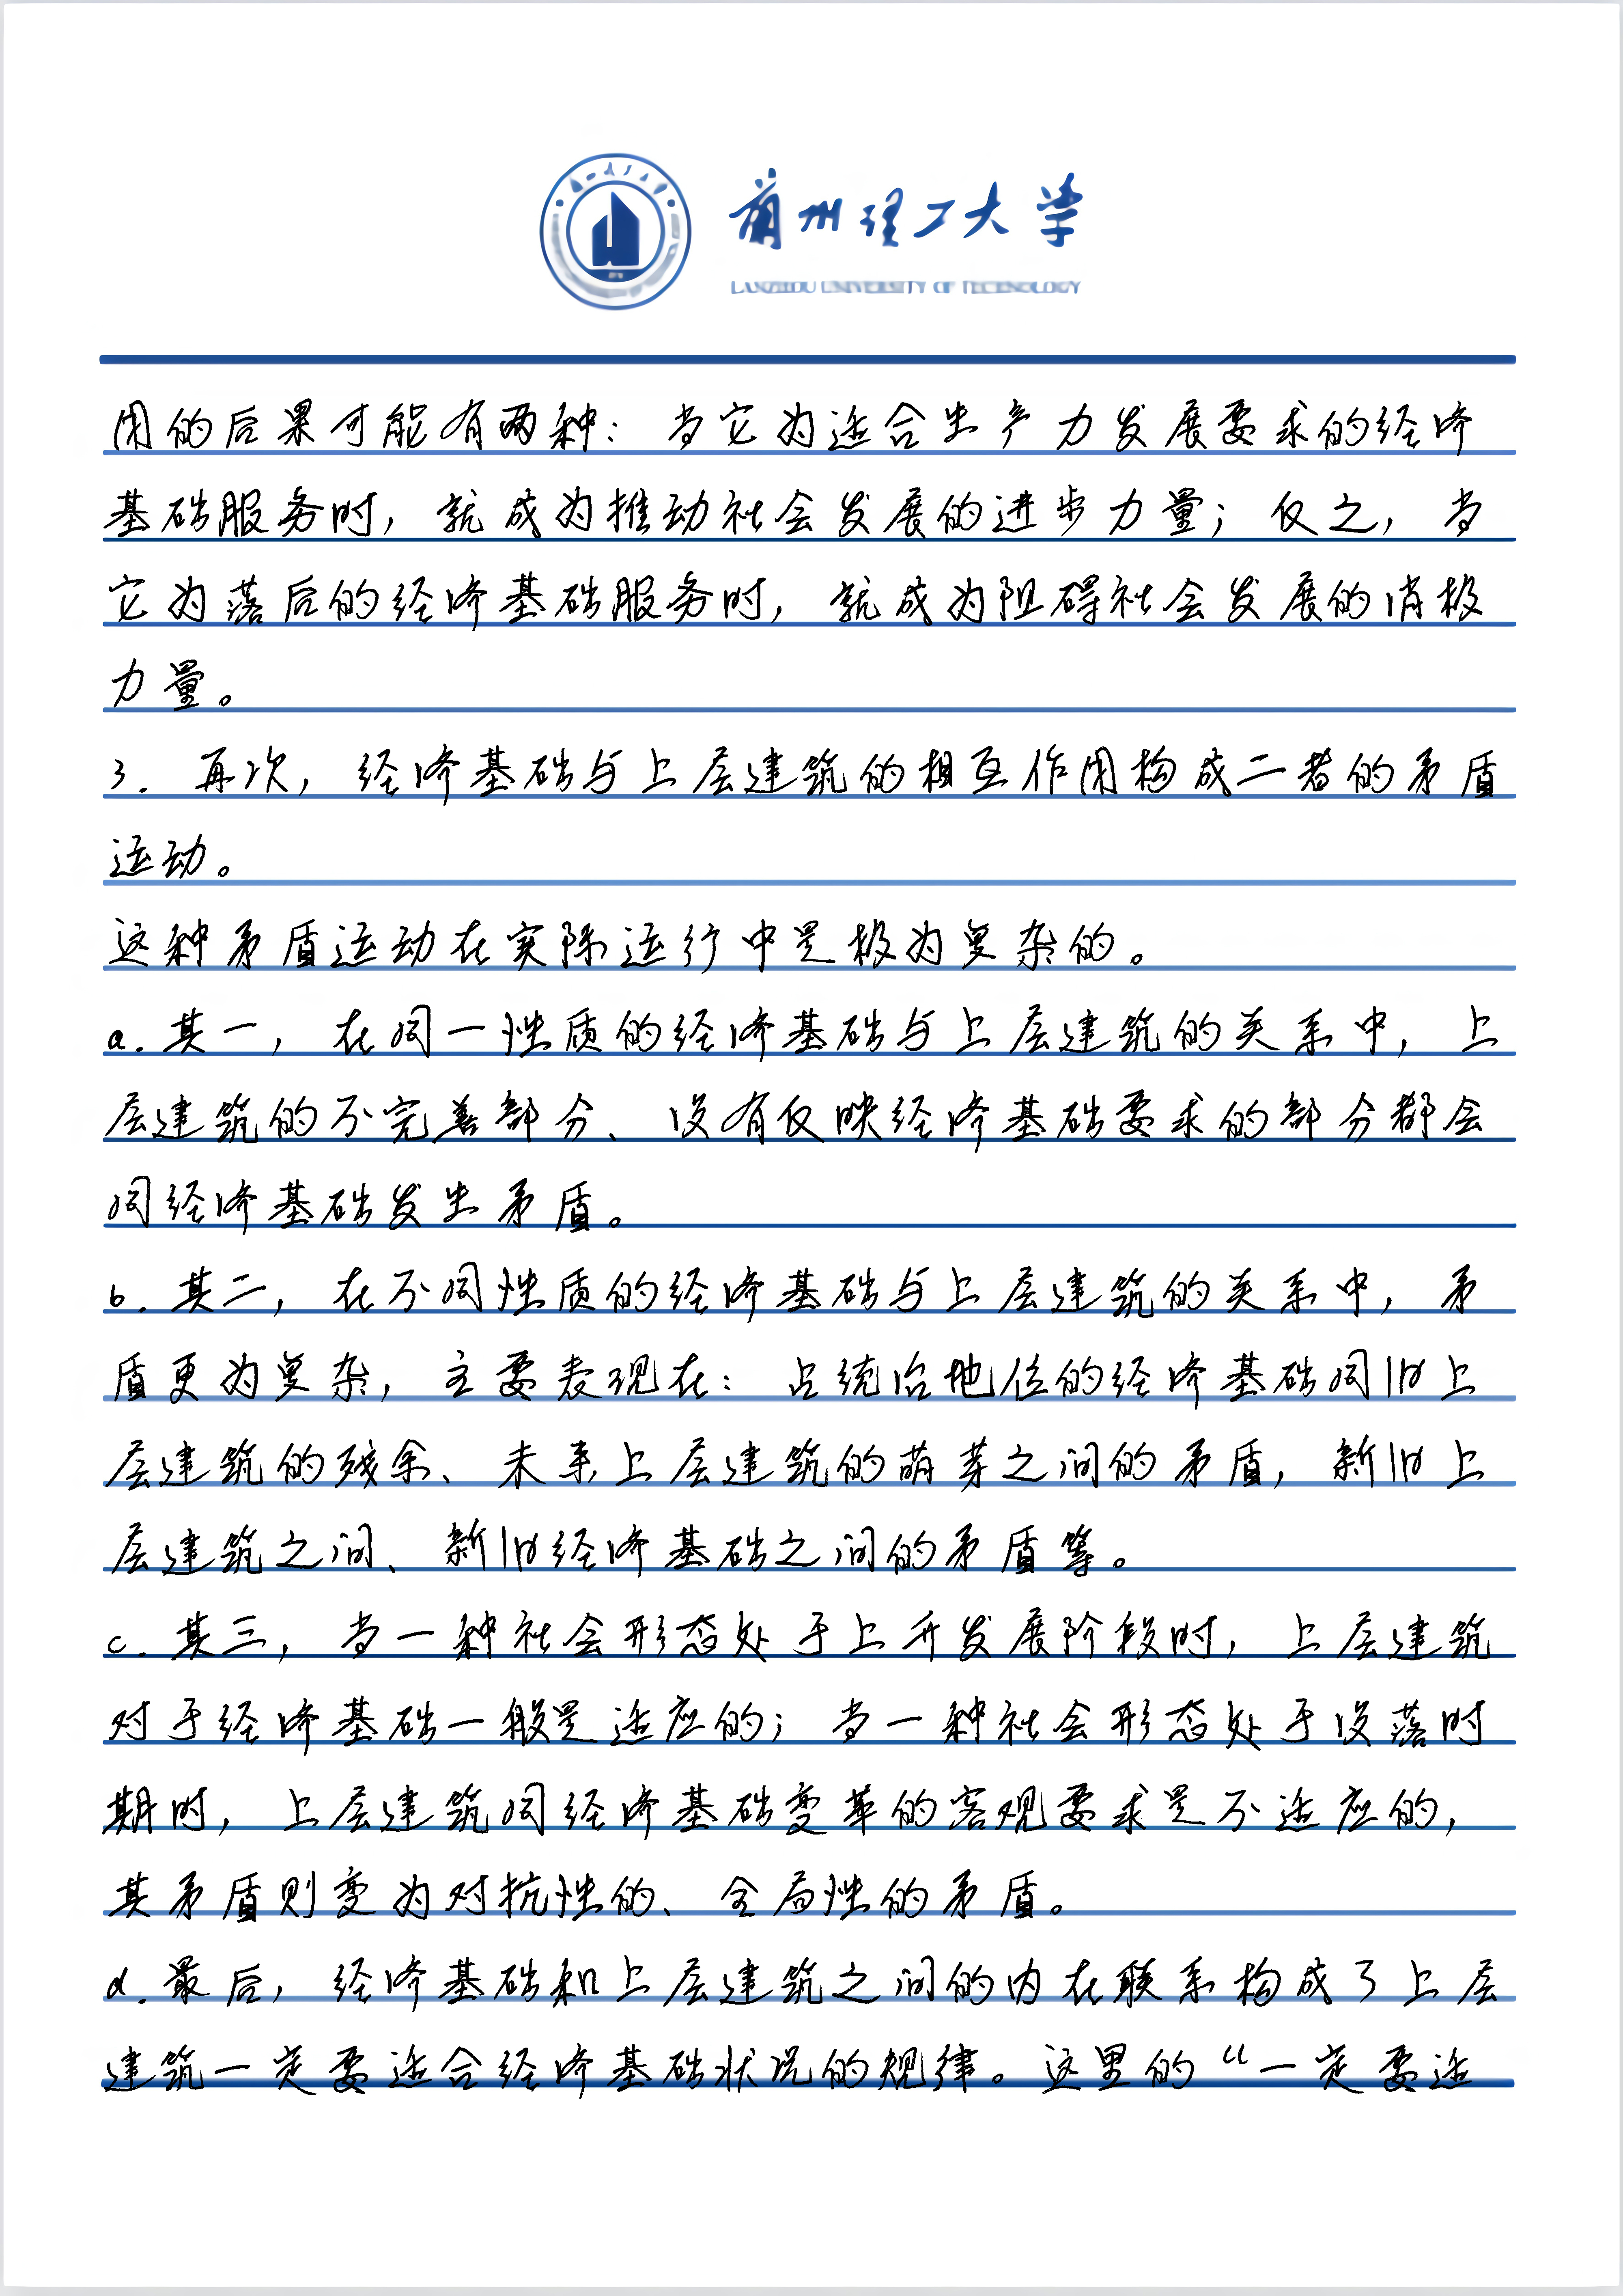 兰州理工大学
LANZHOU UNIVERSITY OF TECHNOLOGY
用的后果可能有两种：当它为适合生产力发展要求的经济
基础服务时，就成为推动社会发展的进步力量；反之，当
它为落后的经济基础服务时，就成为阻碍社会发展的消极
力量。
3. 再次，经济基础与上层建筑的相互作用构成二者的矛盾
运动。
这种矛盾运动在实际运行中是极为复杂的。
a. 其一，在同一性质的经济基础与上层建筑的关系中，上
层建筑的不完善部分、没有反映经济基础要求的部分都会
同经济基础发生矛盾。
b. 其二，在不同性质的经济基础与上层建筑的关系中，矛
盾更为复杂，主要表现在：占统治地位的经济基础同旧上
层建筑的残余、未来上层建筑的萌芽之间的矛盾，新旧上
层建筑之间、新旧经济基础之间的矛盾等。
c. 其三，当一种社会形态处于上升发展阶段时，上层建筑
对于经济基础一般是适应的；当一种社会形态处于没落时
期时，上层建筑同经济基础变革的客观要求是不适应的，
其矛盾则变为对抗性的、全局性的矛盾。
d. 最后，经济基础和上层建筑之间的内在联系构成了上层
建筑一定要适合经济基础状况的规律。这里的“一定要适